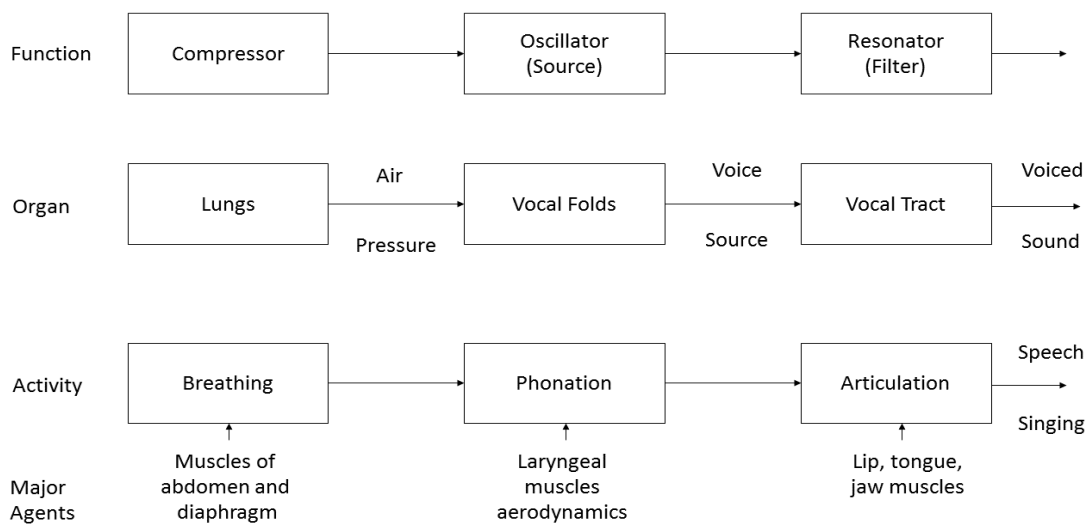 Function
Compressor
Oscillator
(Source)
Resonator
(Filter)
Organ
Lungs
Air
Pressure
Vocal Folds
Voice
Source
Vocal Tract
Voiced
Sound
Activity
Breathing
Phonation
Articulation
Speech
Singing
Major
Agents
Muscles of
abdomen and
diaphragm
Laryngeal
muscles
aerodynamics
Lip, tongue,
jaw muscles